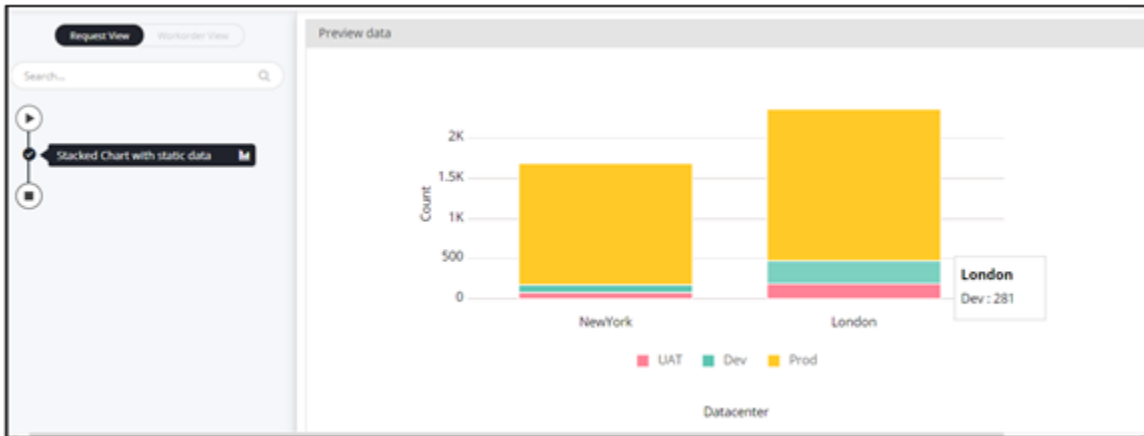 Request View Workorder View
Search...
Stacked Chart with static data
Preview data
2K
1.5K
1K
500
0
Count
NewYork London
London
Dev : 281
UAT Dev Prod
Datacenter